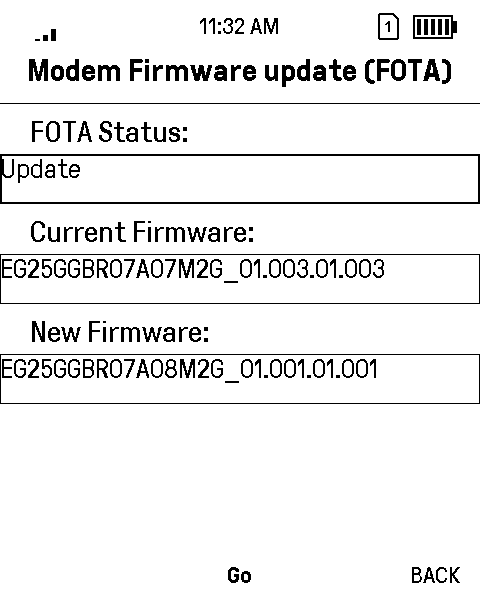 11:32 AM
1
Modem Firmware update (FOTA)
FOTA Status:
Update
Current Firmware:
EG25GGBR07A07M2G_01.003.01.003
New Firmware:
EG25GGBR07A08M2G_01.001.01.001
Go
BACK